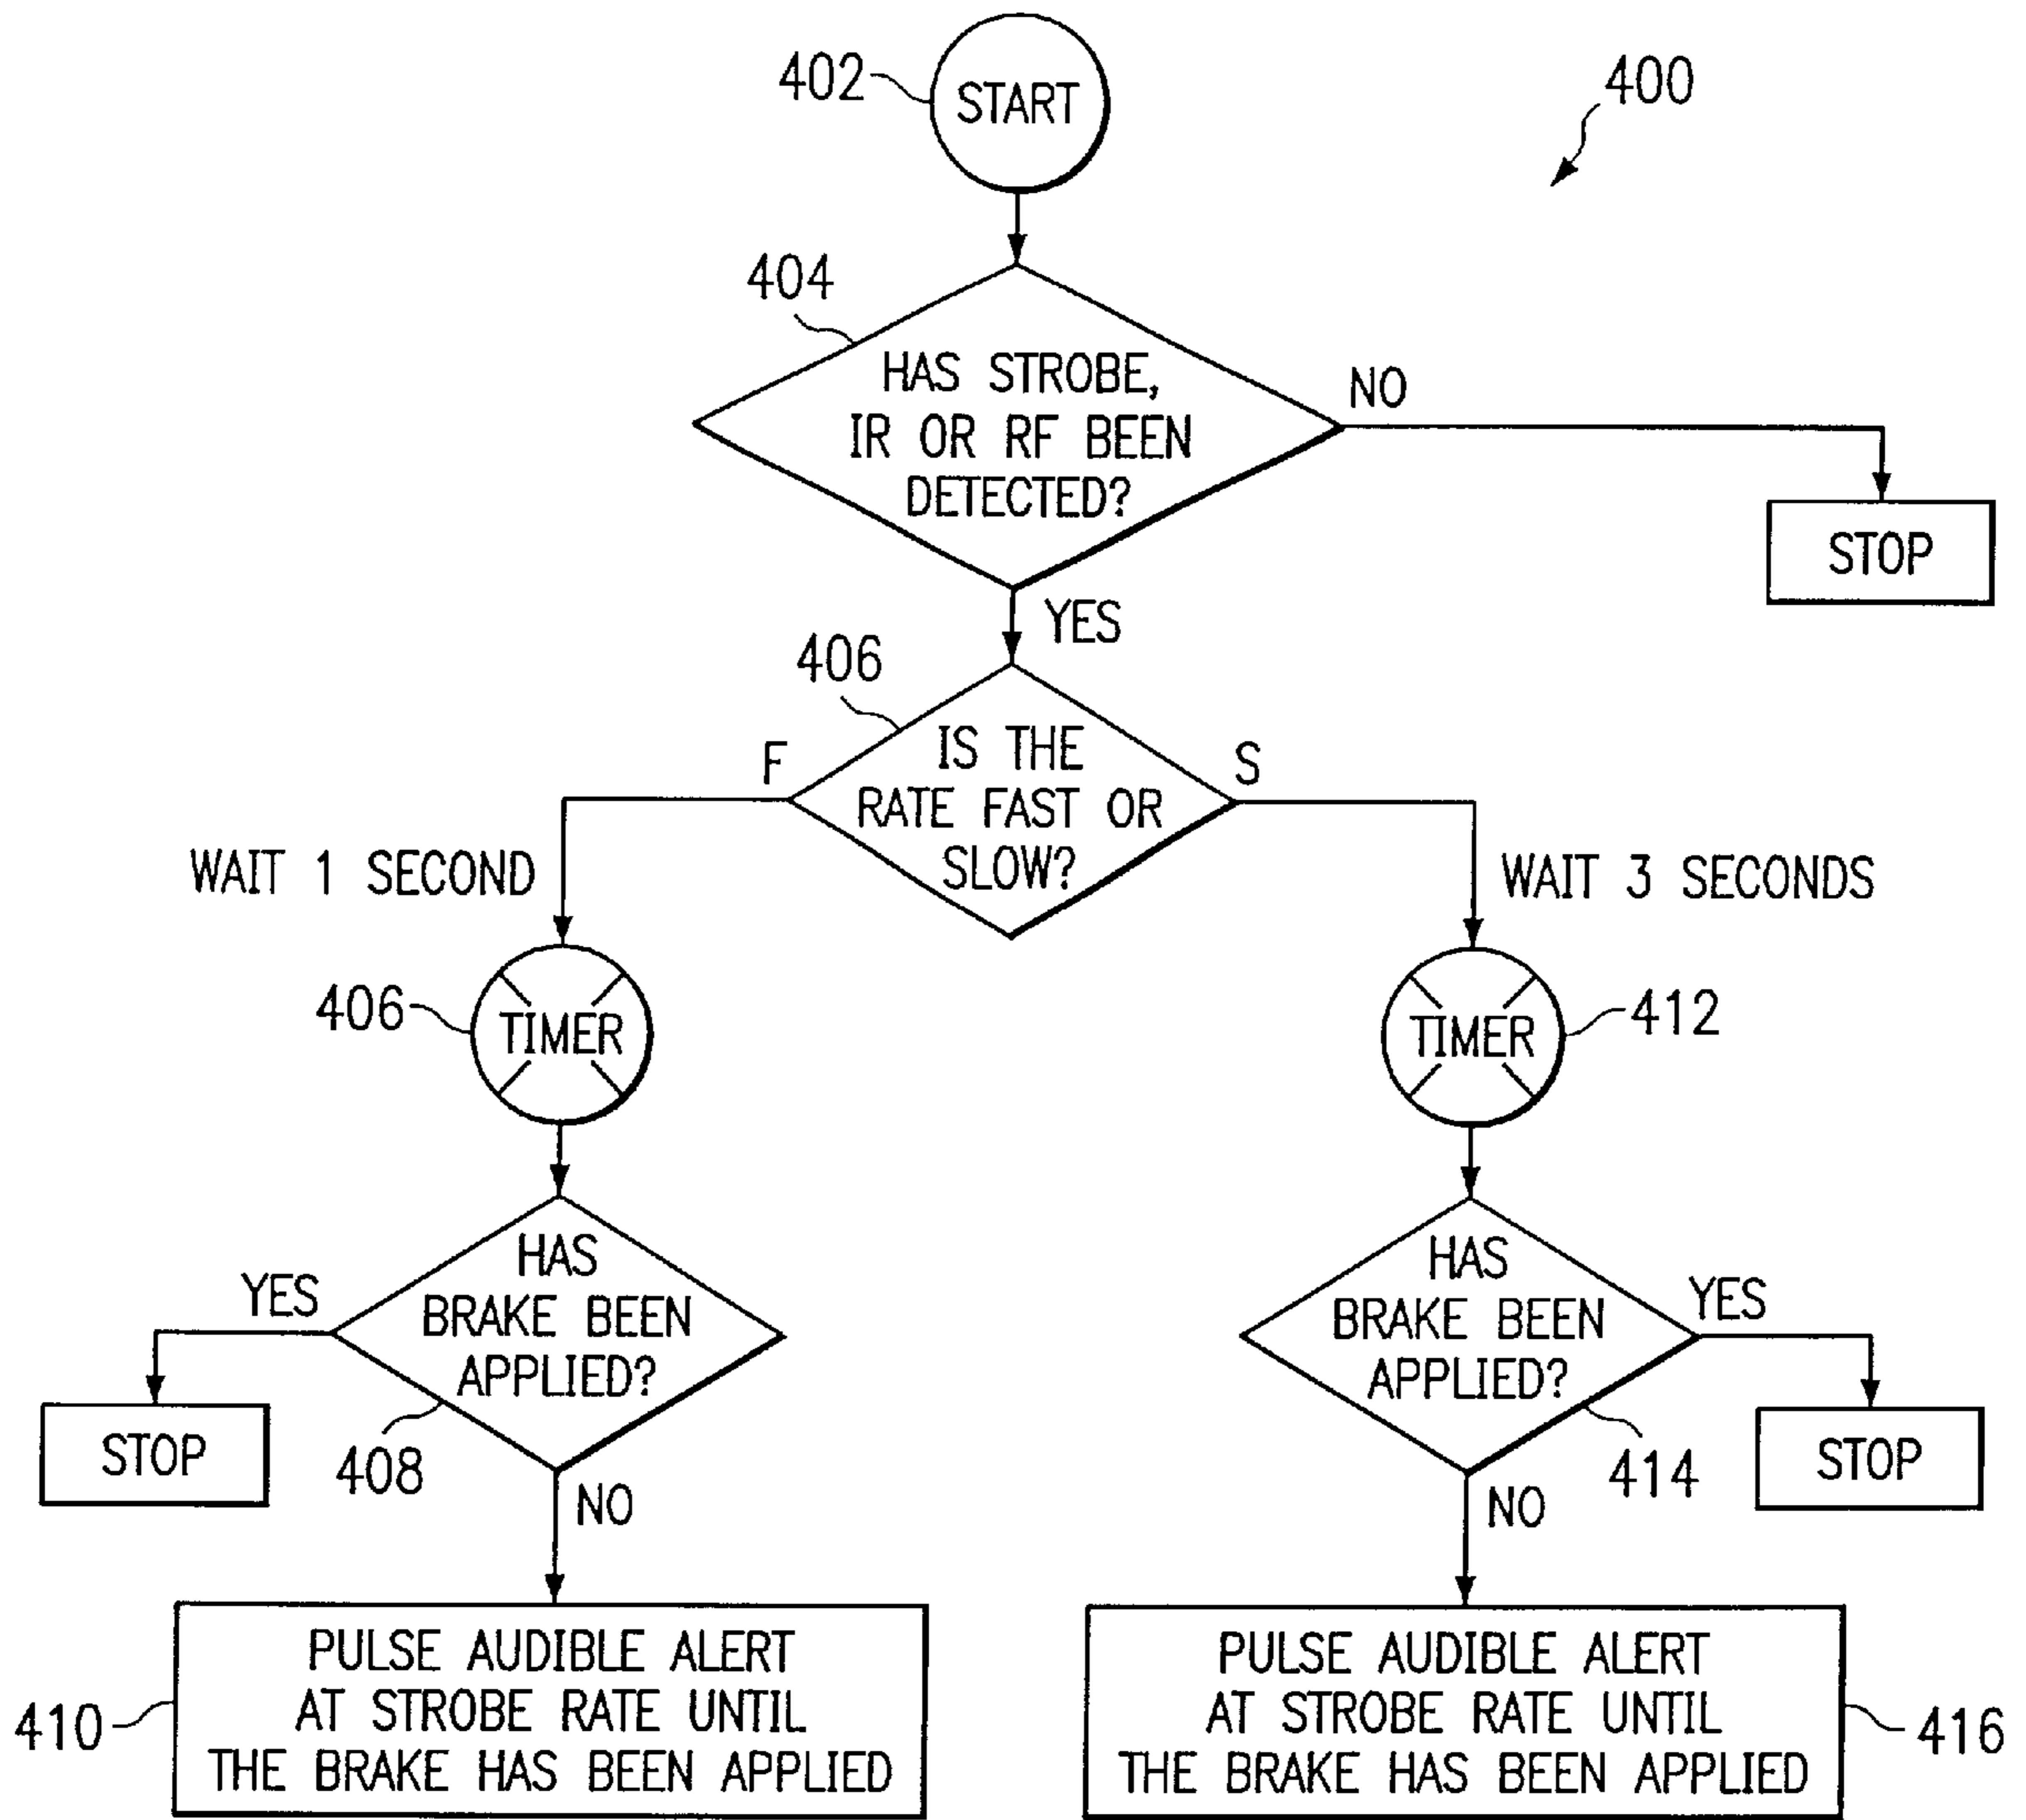 402
START
400
404
HAS STROBE,
IR OR RF BEEN
DETECTED?
NO
STOP
YES
406
IS THE
RATE FAST OR
SLOW?
F
S
WAIT 1 SECOND
WAIT 3 SECONDS
406
TIMER
TIMER
412
HAS
BRAKE BEEN
APPLIED?
YES
STOP
408
NO
HAS
BRAKE BEEN
APPLIED?
YES
STOP
414
NO
PULSE AUDIBLE ALERT
AT STROBE RATE UNTIL
THE BRAKE HAS BEEN APPLIED
410
PULSE AUDIBLE ALERT
AT STROBE RATE UNTIL
THE BRAKE HAS BEEN APPLIED
416